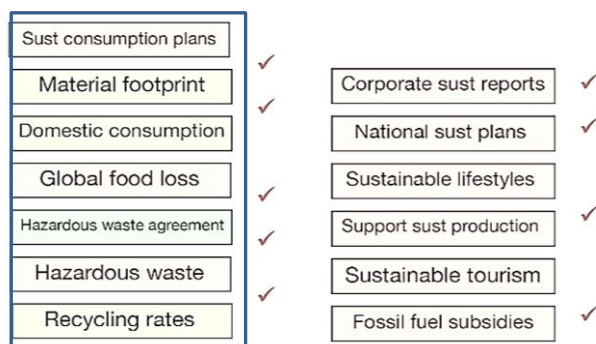 Sust consumption plans
Material footprint
Domestic consumption
Global food loss
Hazardous waste agreement
Hazardous waste
Recycling rates
Corporate sust reports
National sust plans
Sustainable lifestyles
Support sust production
Sustainable tourism
Fossil fuel subsidies